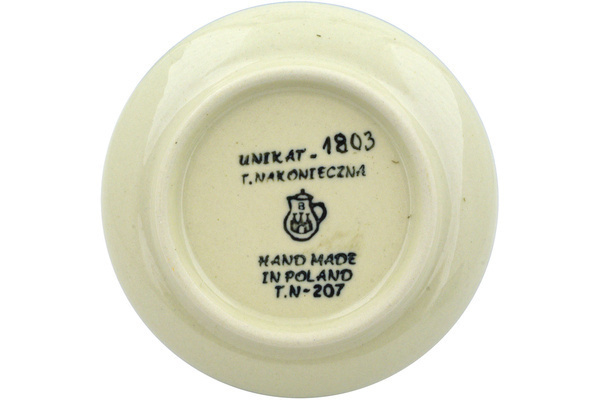 UNIKAT - 1803
T. NAKONIECZNA
a
HAND MADE
IN POLAND
T.N-207